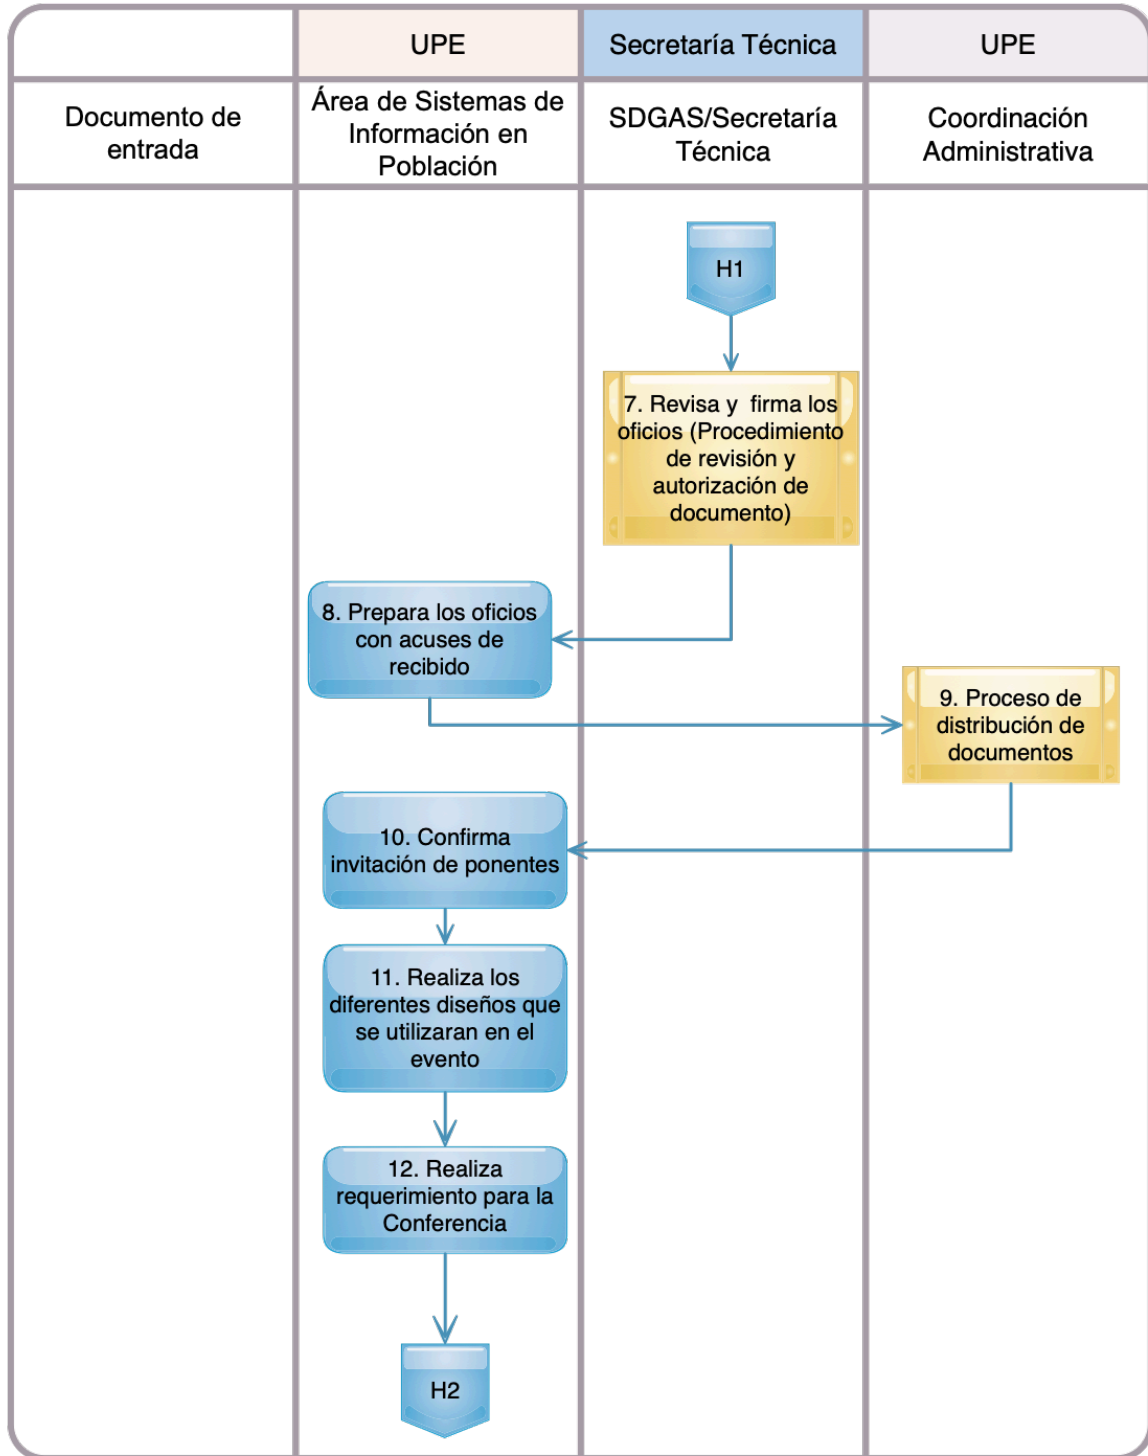 UPE
Secretaría Técnica
UPE
Documento de
entrada
Área de Sistemas de
Información en
Población
SDGAS/Secretaría
Técnica
Coordinación
Administrativa
H1
7. Revisa y  firma los
oficios (Procedimiento
de revisión y
autorización de
documento)
8. Prepara los oficios
con acuses de
recibido
9. Proceso de
distribución de
documentos
10. Confirma
invitación de ponentes
11. Realiza los
diferentes diseños que
se utilizaran en el
evento
12. Realiza
requerimiento para la
Conferencia
H2